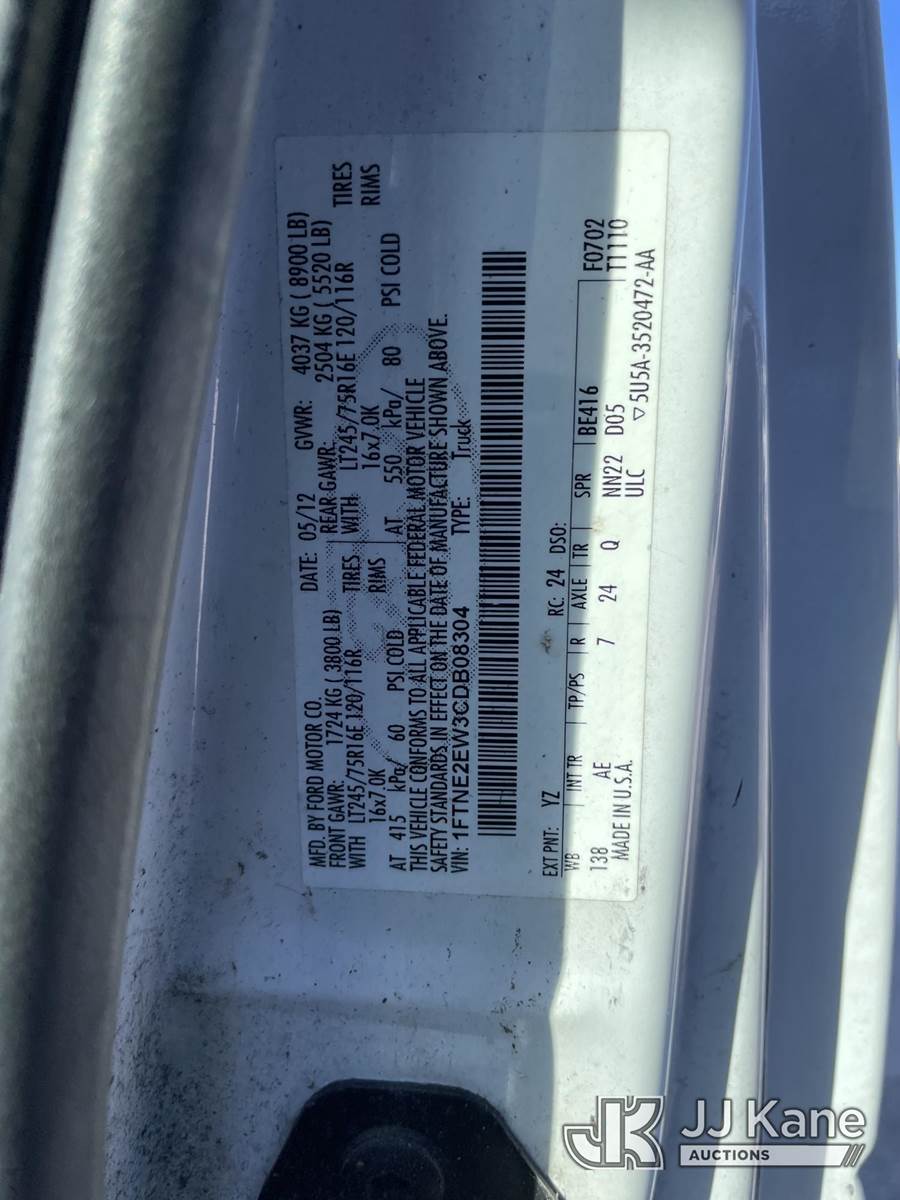 MFD. BY FORD MOTOR CO.
DATE: 05/12 GVWR: 4037 KG ( 8900 LB)
FRONT GAWR: 1724 KG ( 3800 LB) REAR GAWR: 2504 KG ( 5520 LB)
WITH LT245/75R16E 120/116R TIRES WITH LT245/75R16E 120/116R TIRES
16x7.0K RIMS 16x7.0K RIMS
AT 415 kPa/ 60 PSI COLD AT 550 kPa/ 80 PSI COLD
THIS VEHICLE CONFORMS TO ALL APPLICABLE FEDERAL MOTOR VEHICLE
SAFETY STANDARDS IN EFFECT ON THE DATE OF MANUFACTURE SHOWN ABOVE.
VIN: 1FTNE2EW3CDB08304 TYPE: Truck
EXT PNT: YZ RC: 24 DSO:
WB INT TR TP/PS R AXLE TR SPR BE416 F0702
138 AE 7 24 Q NN22 D05 T1110
MADE IN U.S.A. ULC ▽5U5A-3520472-AA
JK JJ Kane
AUCTIONS